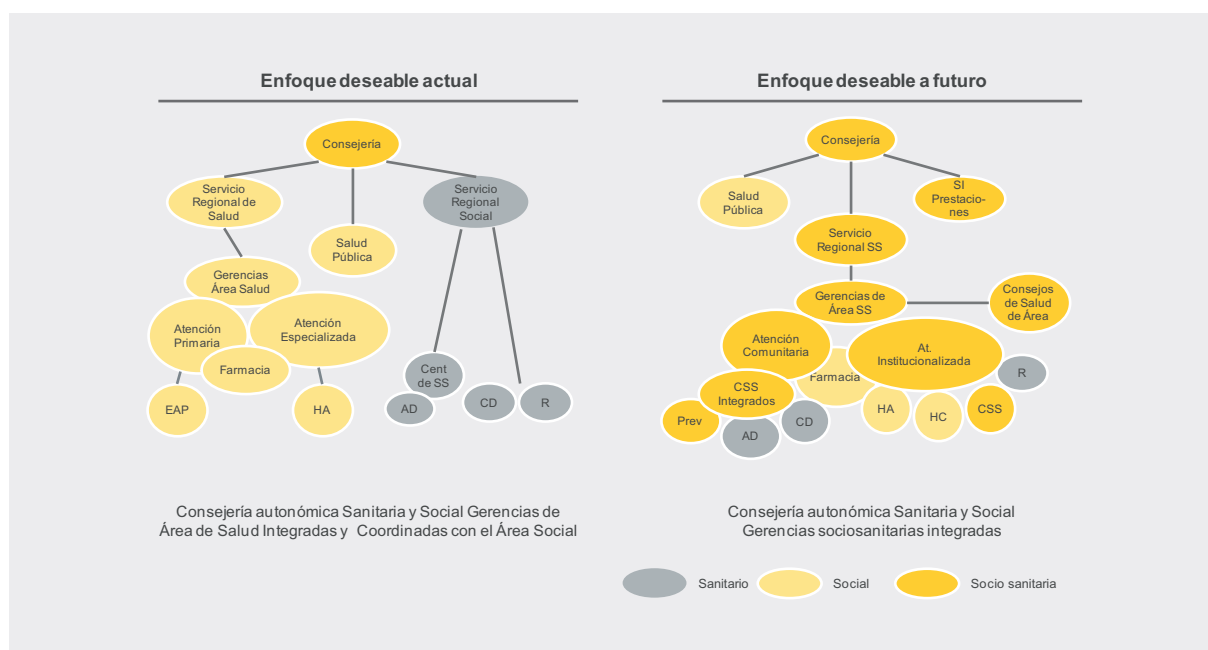 Enfoque deseable actual
Consejería
Servicio
Regional de
Salud
Salud
Pública
Servicio
Regional
Social
Gerencias
Área Salud
Atención
Primaria
Atención
Especializada
Farmacia
EAP
HA
Cent
de SS
AD
CD
R
Consejería autonómica Sanitaria y Social Gerencias de
Área de Salud Integradas y Coordinadas con el Área Social
Enfoque deseable a futuro
Consejería
Salud
Pública
SI
Prestacio-
nes
Servicio
Regional SS
Gerencias de
Área SS
Consejos
de Salud
de Área
Atención
Comunitaria
At.
Institucionalizada
Farmacia
CSS
Integrados
R
Prev
AD
CD
HA
HC
CSS
Consejería autonómica Sanitaria y Social
Gerencias sociosanitarias integradas
Sanitario
Social
Socio sanitaria